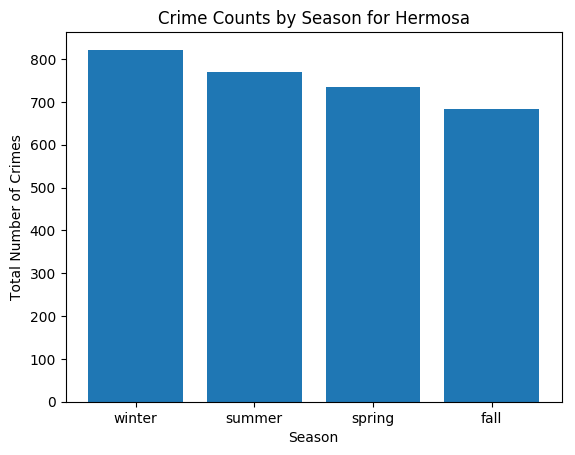 Crime Counts by Season for Hermosa
Total Number of Crimes
800
700
600
500
400
300
200
100
0
winter summer spring fall
Season